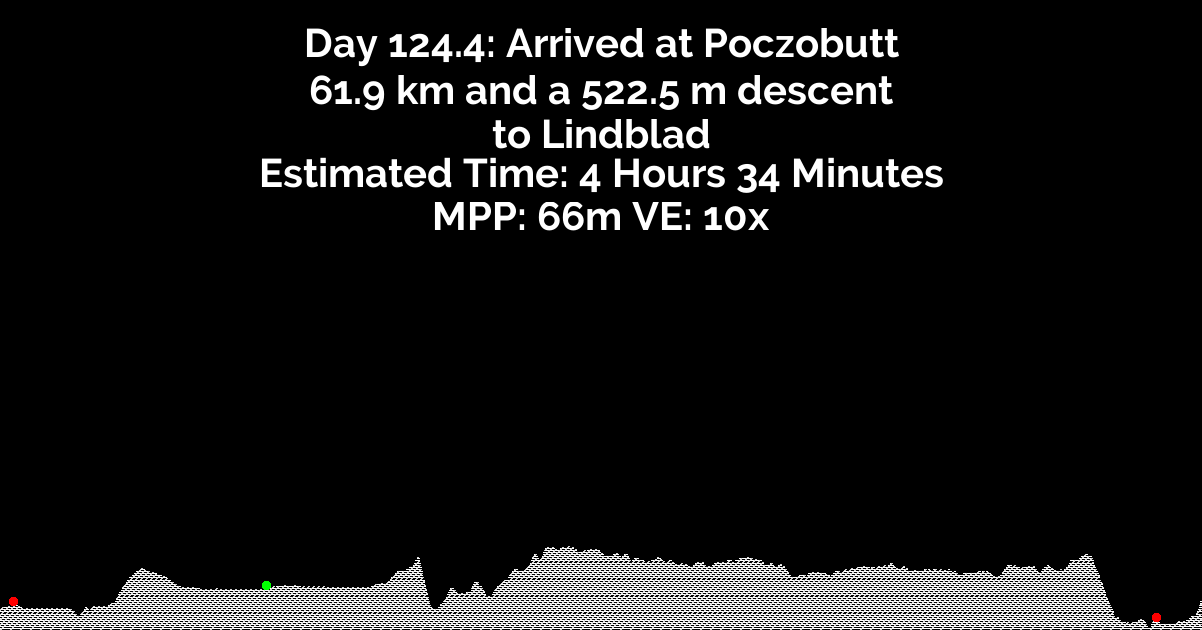 Day 124.4: Arrived at Poczobutt
61.9 km and a 522.5 m descent
to Lindblad
Estimated Time: 4 Hours 34 Minutes
MPP: 66m VE: 10x